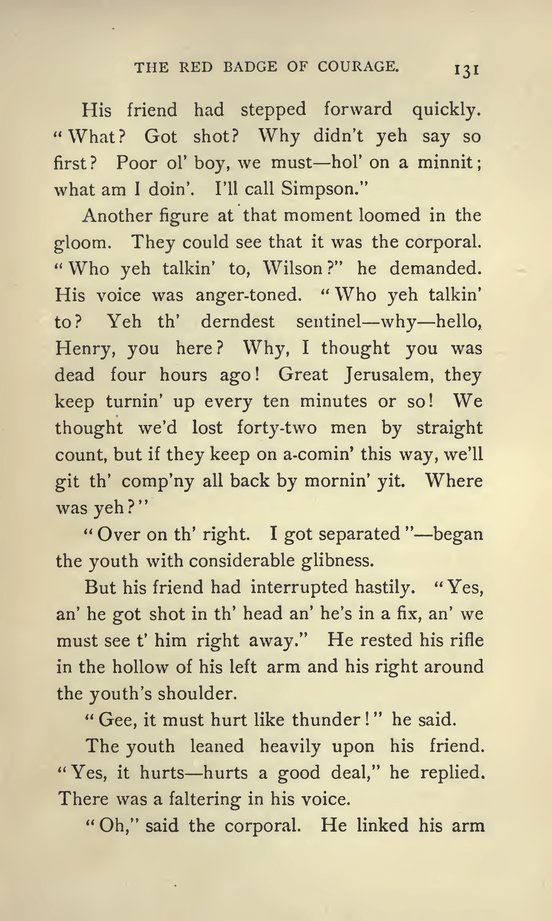 THE RED BADGE OF COURAGE. 131
His friend had stepped forward quickly.
“What? Got shot? Why didn't yeh say so
first? Poor ol' boy, we must—hol' on a minnit;
what am I doin'. I'll call Simpson.”
Another figure at that moment loomed in the
gloom. They could see that it was the corporal.
“Who yeh talkin' to, Wilson?” he demanded.
His voice was anger-toned. “Who yeh talkin'
to? Yeh th' derndest sentinel—why—hello,
Henry, you here? Why, I thought you was
dead four hours ago! Great Jerusalem, they
keep turnin' up every ten minutes or so! We
thought we'd lost forty-two men by straight
count, but if they keep on a-comin' this way, we'll
git th' comp'ny all back by mornin' yit. Where
was yeh?”
“Over on th' right. I got separated”—began
the youth with considerable glibness.
But his friend had interrupted hastily. “Yes,
an' he got shot in th' head an' he's in a fix, an' we
must see t' him right away.” He rested his rifle
in the hollow of his left arm and his right around
the youth's shoulder.
“Gee, it must hurt like thunder!” he said.
The youth leaned heavily upon his friend.
“Yes, it hurts—hurts a good deal,” he replied.
There was a faltering in his voice.
“Oh,” said the corporal. He linked his arm